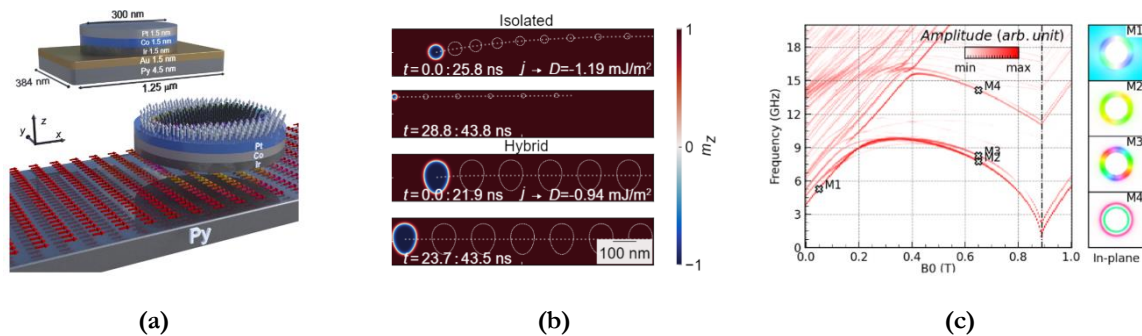 300 nm
Pt 1.5 nm
Co 1.5 nm
Ir 1.5 nm
Au 1.5 nm
Py 4.5 nm
384 nm
1.25 µm
z
y
x
Pt
Co
Ir
Py
(a)
Isolated
t=0.0:25.8 ns j → D=-1.19 mJ/m²
t=28.8:43.8 ns
Hybrid
t=0.0:21.9 ns j → D=-0.94 mJ/m²
t=23.7:43.5 ns
100 nm
1
0
−1
m_z
(b)
Frequency (GHz)
18
15
12
9
6
3
0
Amplitude (arb. unit)
min max
M4
M3
M2
M1
0.0 0.2 0.4 0.6 0.8 1.0
B0 (T)
M1
M2
M3
M4
In-plane
(c)